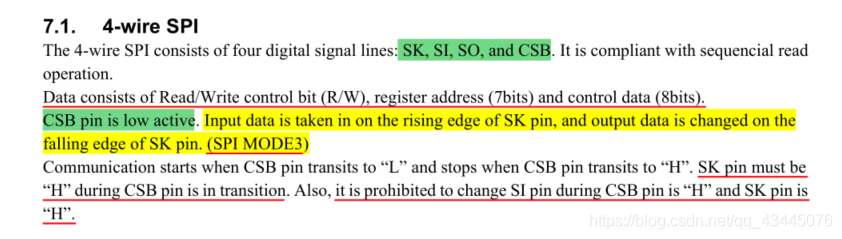 7.1. 4-wire SPI
The 4-wire SPI consists of four digital signal lines: SK, SI, SO, and CSB. It is compliant with sequencial read
operation.
Data consists of Read/Write control bit (R/W), register address (7bits) and control data (8bits).
CSB pin is low active. Input data is taken in on the rising edge of SK pin, and output data is changed on the
falling edge of SK pin. (SPI MODE3)
Communication starts when CSB pin transits to “L” and stops when CSB pin transits to “H”. SK pin must be
“H” during CSB pin is in transition. Also, it is prohibited to change SI pin during CSB pin is “H” and SK pin is
“H”.
https://blog.csdn.net/qq_43445076